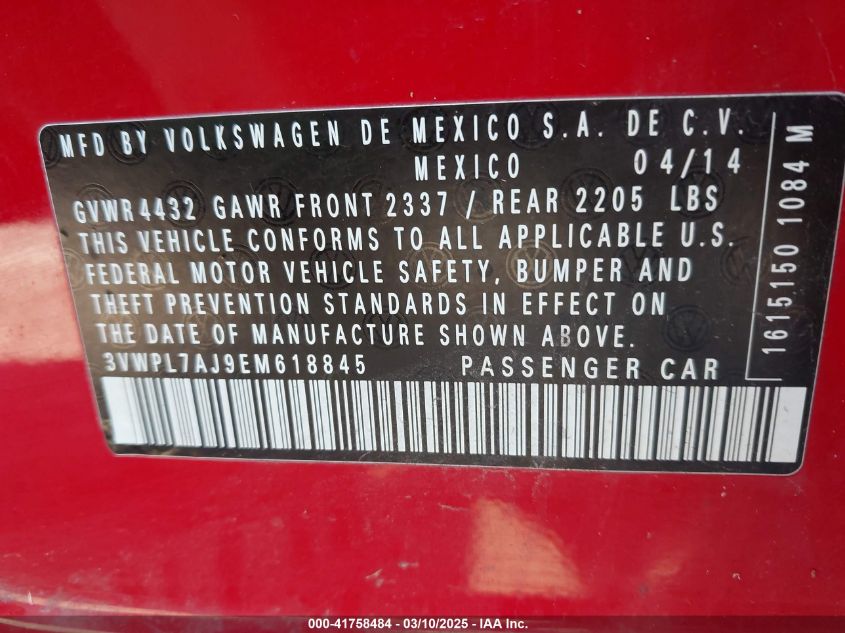 MFD BY VOLKSWAGEN DE MEXICO S.A. DE C.V.
MEXICO 04/14
GVWR4432 GAWR FRONT 2337 / REAR 2205 LBS
THIS VEHICLE CONFORMS TO ALL APPLICABLE U.S.
FEDERAL MOTOR VEHICLE SAFETY, BUMPER AND
THEFT PREVENTION STANDARDS IN EFFECT ON
THE DATE OF MANUFACTURE SHOWN ABOVE.
3VWPL7AJ9EM618845 PASSENGER CAR
1615150 1084 M
000-41758484 - 03/10/2025 - IAA Inc.